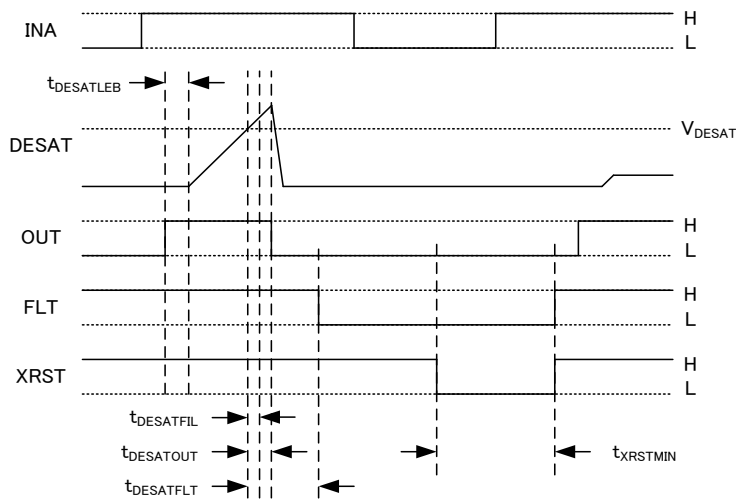 INA
H
L
tDESATLEB
DESAT
VDESAT
OUT
H
L
FLT
H
L
XRST
H
L
tDESATFIL
tDESATOUT
tXRSTMIN
tDESATFLT